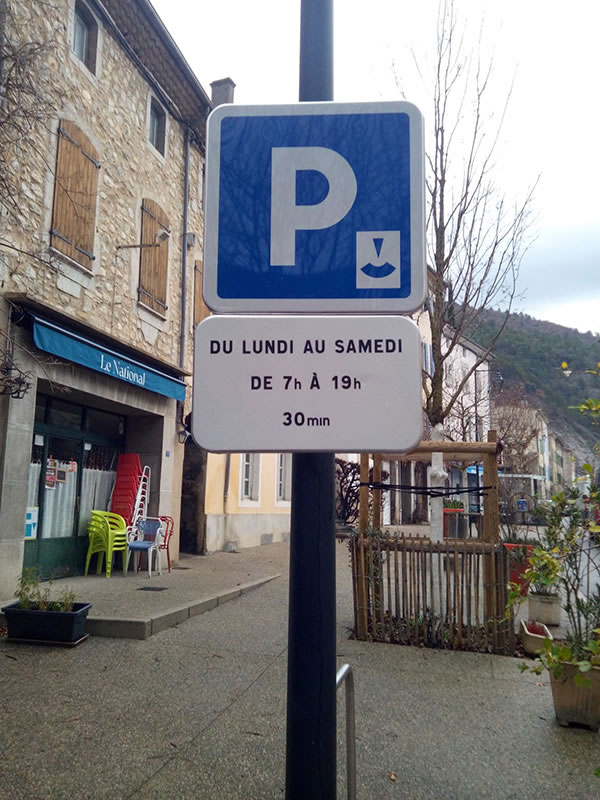 P
DU LUNDI AU SAMEDI
DE 7h À 19h
30min
Le National